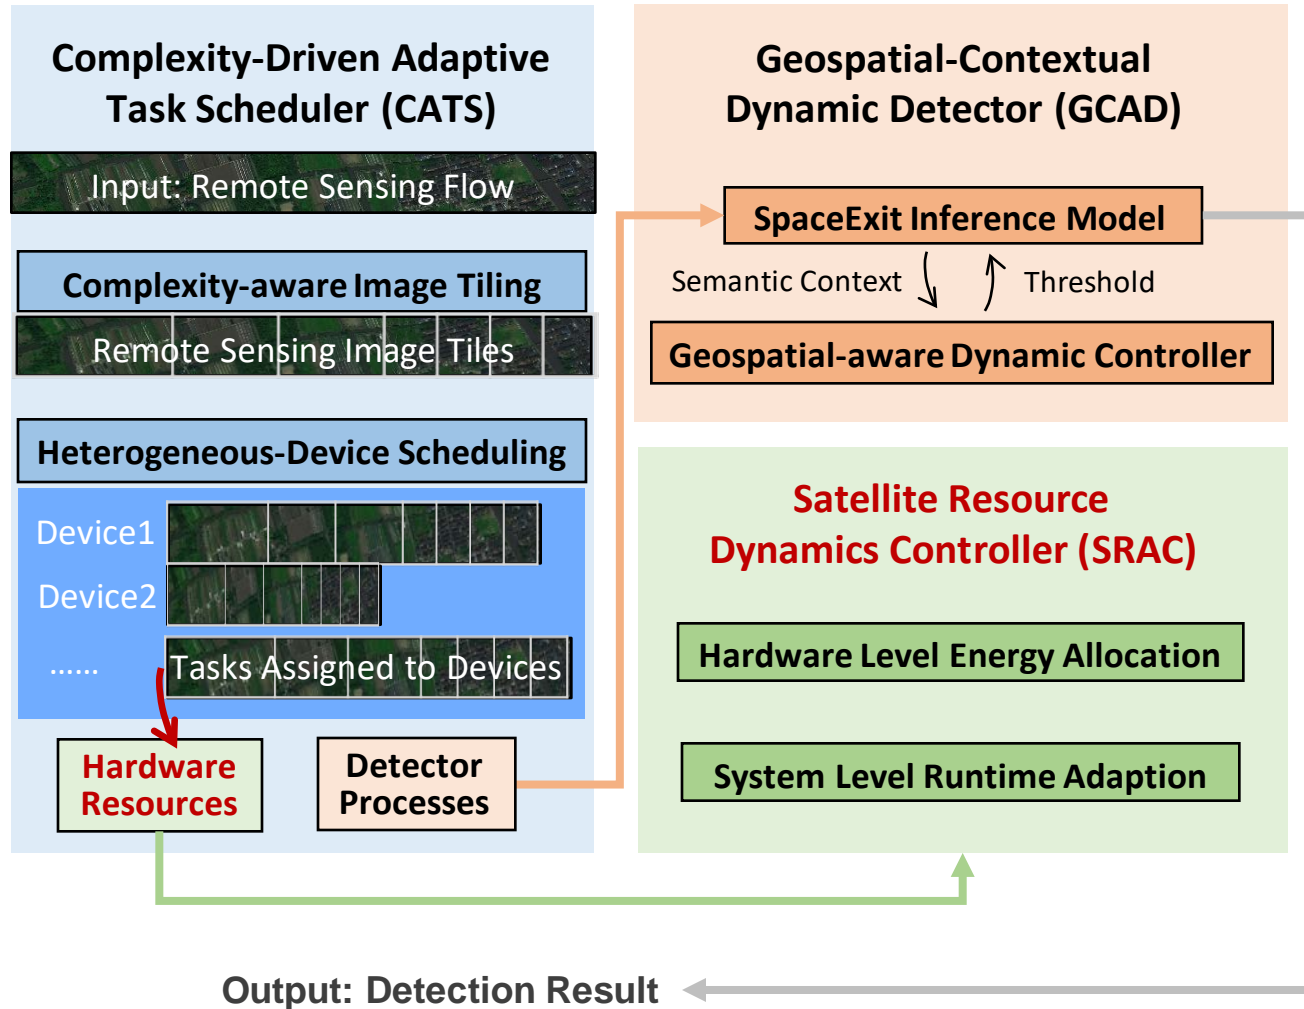 Complexity-Driven Adaptive
Task Scheduler (CATS)
Input: Remote Sensing Flow
Complexity-aware Image Tiling
Remote Sensing Image Tiles
Heterogeneous-Device Scheduling
Device1
Device2
......
Tasks Assigned to Devices
Hardware
Resources
Detector
Processes
Geospatial-Contextual
Dynamic Detector (GCAD)
SpaceExit Inference Model
Semantic Context
Threshold
Geospatial-aware Dynamic Controller
Satellite Resource
Dynamics Controller (SRAC)
Hardware Level Energy Allocation
System Level Runtime Adaption
Output: Detection Result